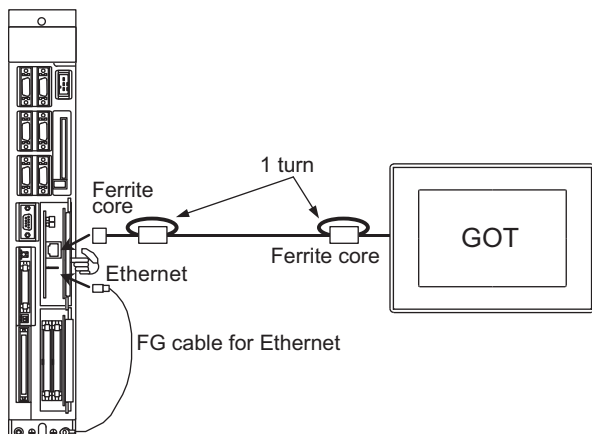 1 turn
Ferrite
core
GOT
Ferrite core
Ethernet
FG cable for Ethernet